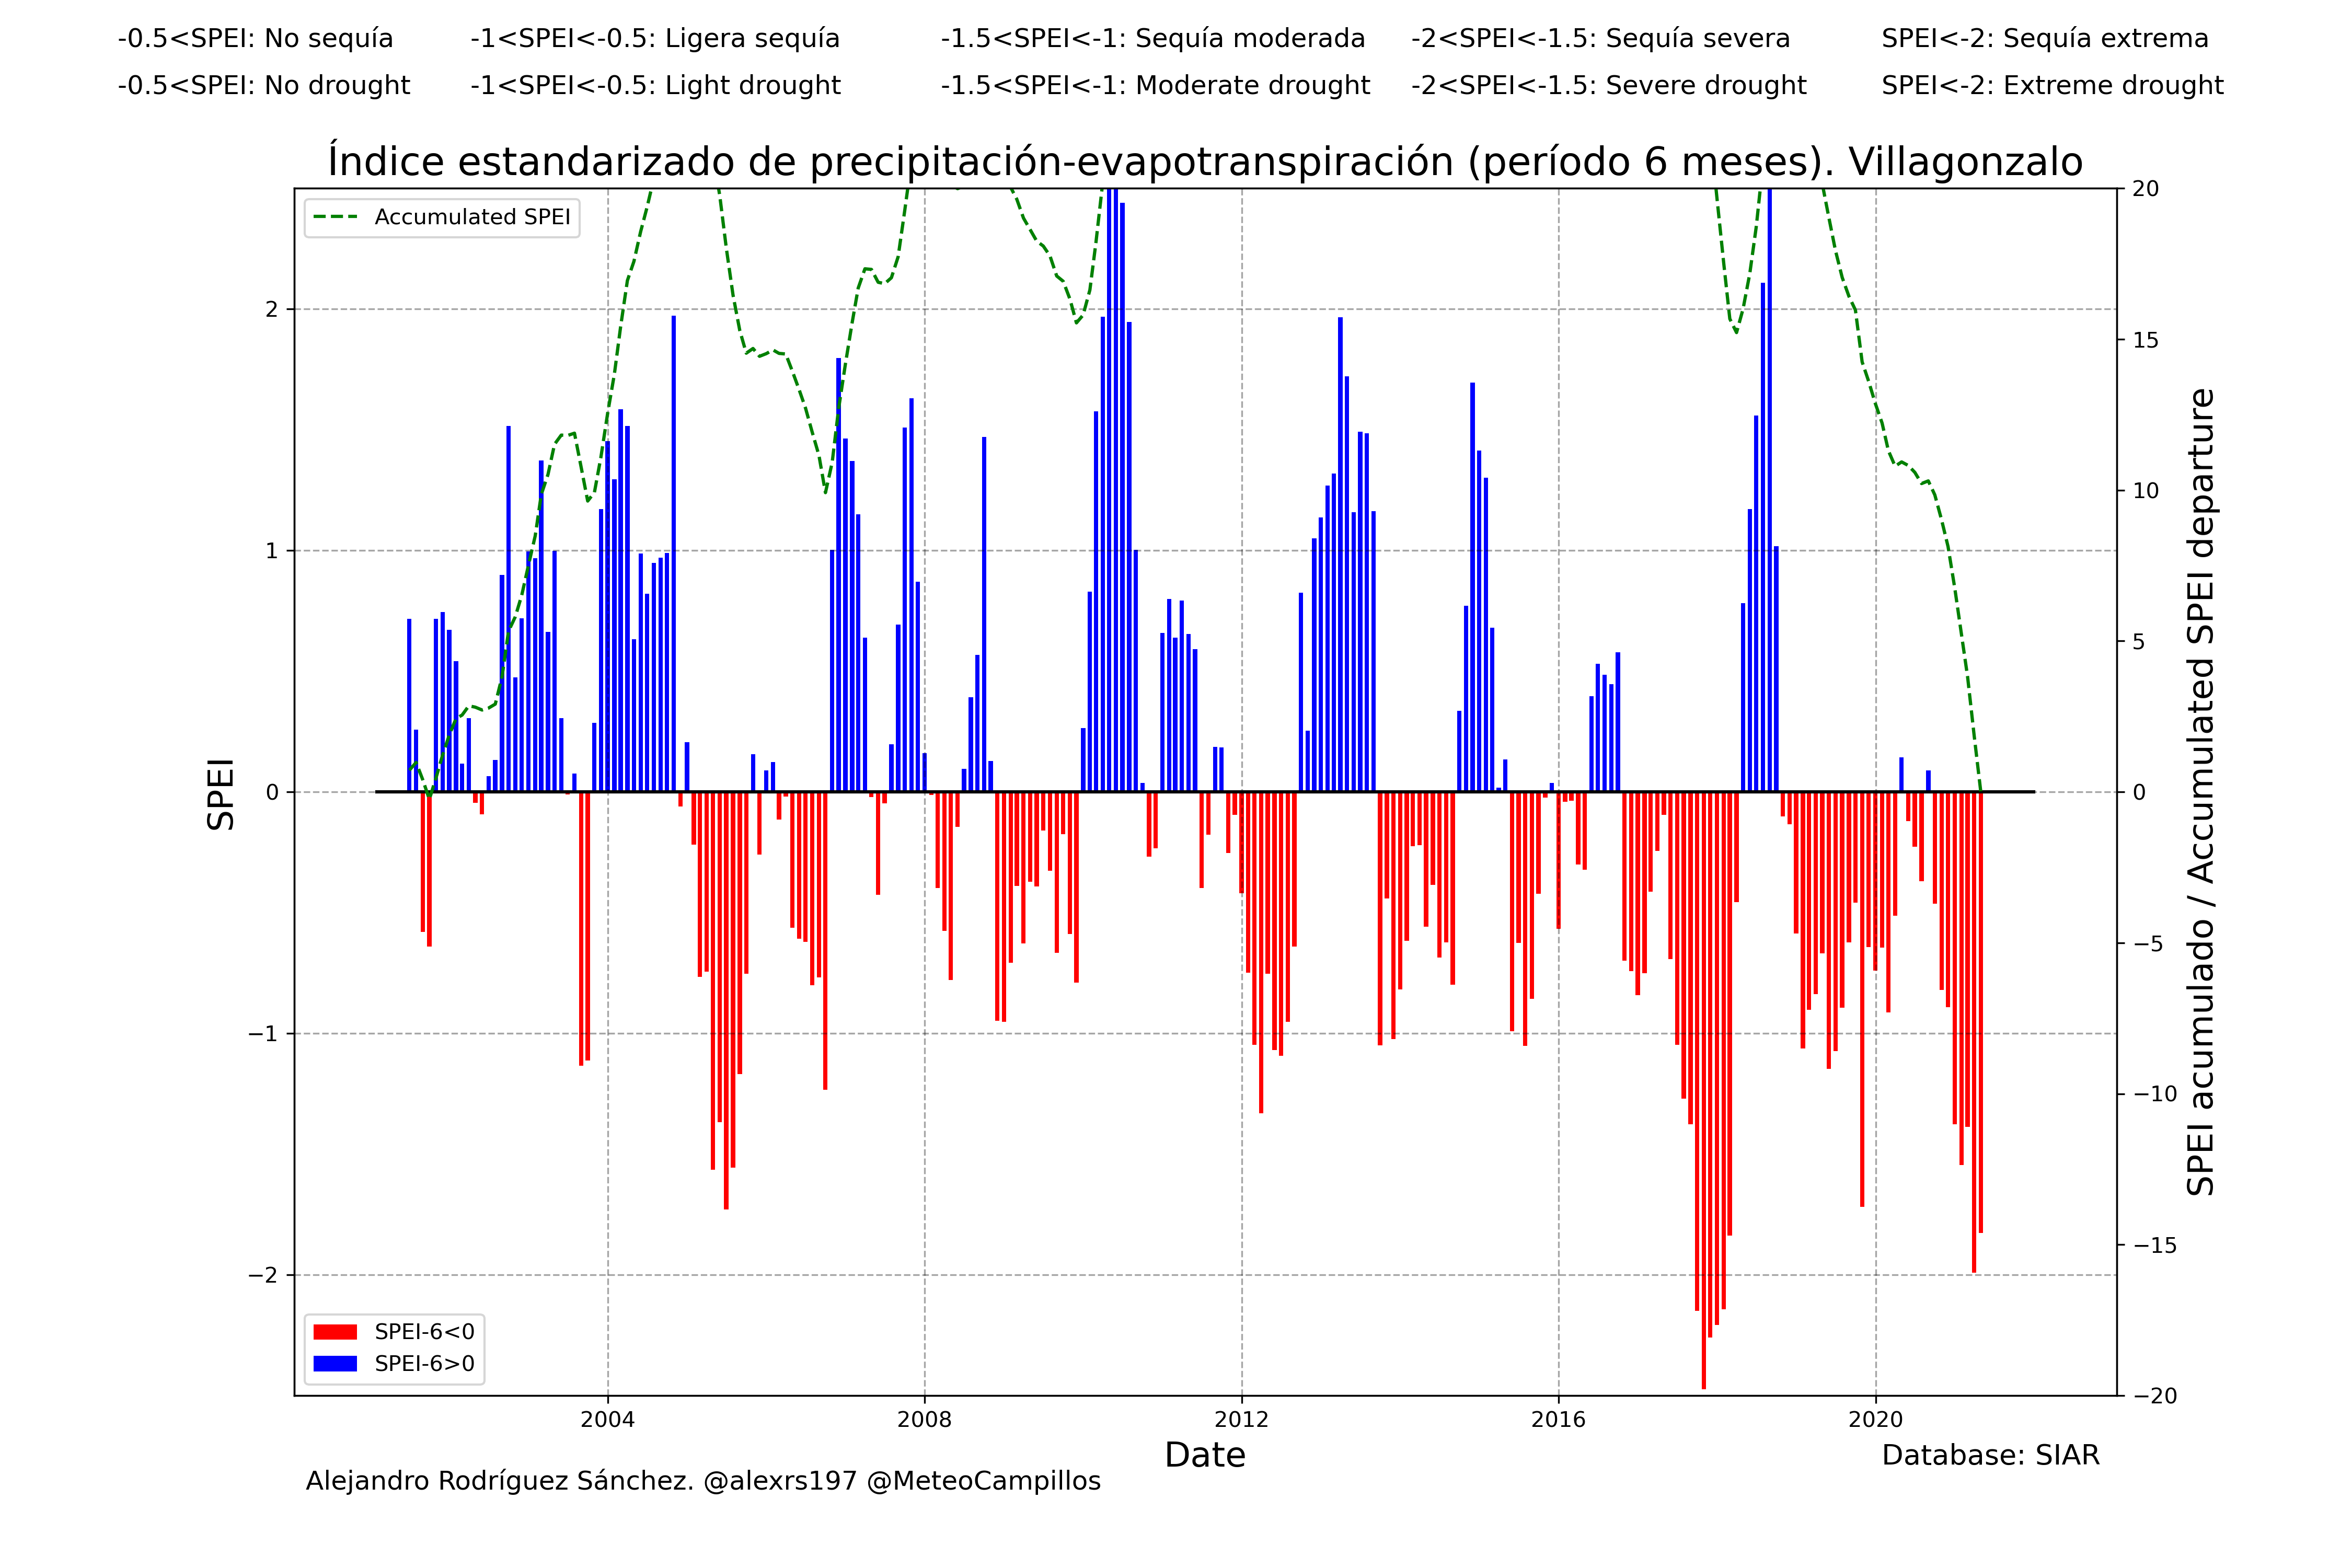 -0.5<SPEI: No sequía -1<SPEI<-0.5: Ligera sequía -1.5<SPEI<-1: Sequía moderada -2<SPEI<-1.5: Sequía severa SPEI<-2: Sequía extrema
-0.5<SPEI: No drought -1<SPEI<-0.5: Light drought -1.5<SPEI<-1: Moderate drought -2<SPEI<-1.5: Severe drought SPEI<-2: Extreme drought
Índice estandarizado de precipitación-evapotranspiración (período 6 meses). Villagonzalo
Accumulated SPEI
2
1
0
−1
−2
SPEI
20
15
10
5
0
−5
−10
−15
−20
SPEI acumulado / Accumulated SPEI departure
SPEI-6<0
SPEI-6>0
2004 2008 2012 2016 2020
Date
Database: SIAR
Alejandro Rodríguez Sánchez. @alexrs197 @MeteoCampillos